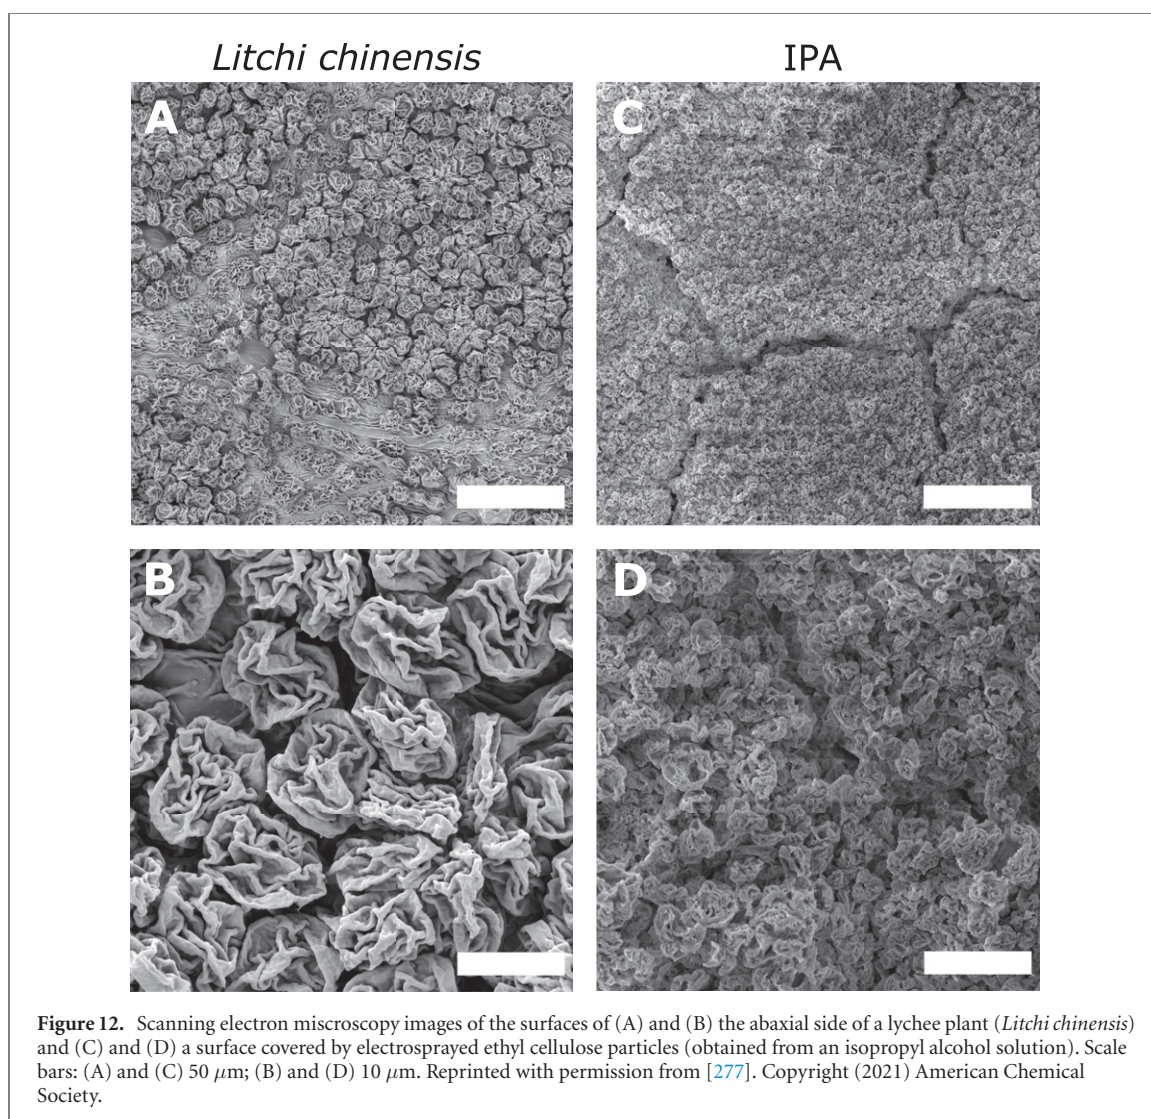 Litchi chinensis
IPA
A
C
B
D
Figure 12. Scanning electron miscroscopy images of the surfaces of (A) and (B) the abaxial side of a lychee plant (Litchi chinensis)
and (C) and (D) a surface covered by electrosprayed ethyl cellulose particles (obtained from an isopropyl alcohol solution). Scale
bars: (A) and (C) 50 μm; (B) and (D) 10 μm. Reprinted with permission from [277]. Copyright (2021) American Chemical
Society.